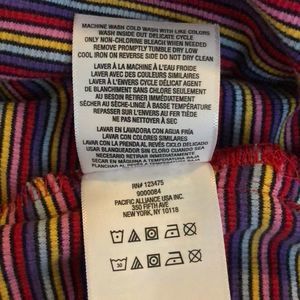 MACHINE WASH COLD WASH WITH LIKE COLORS
WASH INSIDE OUT DELICATE CYCLE
ONLY NON-CHLORINE BLEACH WHEN NEEDED
REMOVE PROMPTLY TUMBLE DRY LOW
COOL IRON ON REVERSE SIDE DO NOT DRY CLEAN
LAVER À LA MACHINE À L'EAU FROIDE
LAVER AVEC DES COULEURS SIMILAIRES
LAVER À L'ENVERS CYCLE DÉLICAT AGENT
DE BLANCHIMENT SANS CHLORE SEULEMENT
AU BESOIN RETIRER IMMÉDIATEMENT
SÉCHER AU SÈCHE-LINGE À BASSE TEMPÉRATURE
REPASSER À L'ENVERS AU FER TIÈDE
NE PAS NETTOYER À SEC
LAVAR EN LAVADORA CON AGUA FRÍA
LAVAR CON COLORES SIMILARES
LAVAR CON LA PRENDA AL REVÉS CICLO DELICADO
USAR BLANQUEADOR SIN CLORO CUANDO SEA
NECESARIO RETIRAR INMEDIATAMENTE
RN# 123475
9000084
PACIFIC ALLIANCE USA INC.
350 FIFTH AVE
NEW YORK, NY 10118
30